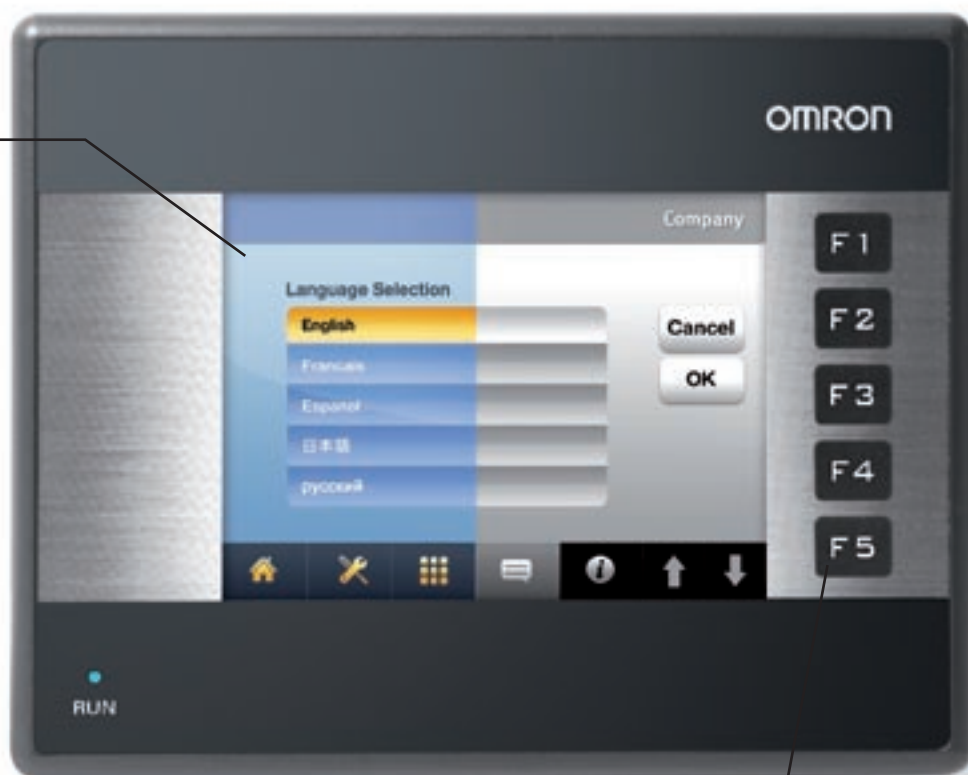 OMRON
Company
F1
Language Selection
English
Cancel
F2
Francais
OK
Espanol
F3
日本語
русский
F4
F5
RUN